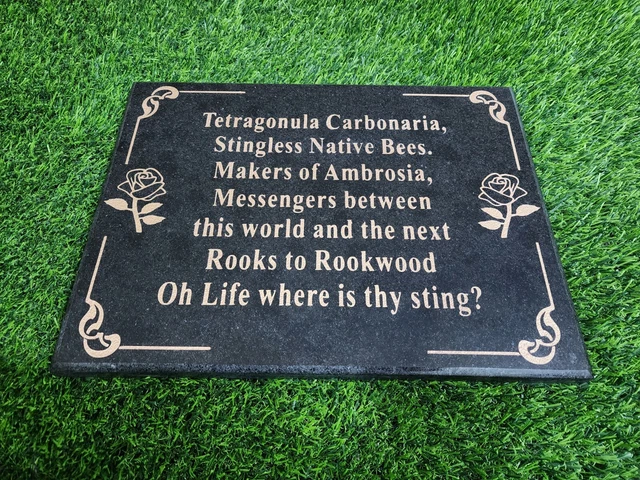 Tetragonula Carbonaria,
Stingless Native Bees.
Makers of Ambrosia,
Messengers between
this world and the next
Rooks to Rookwood
Oh Life where is thy sting?